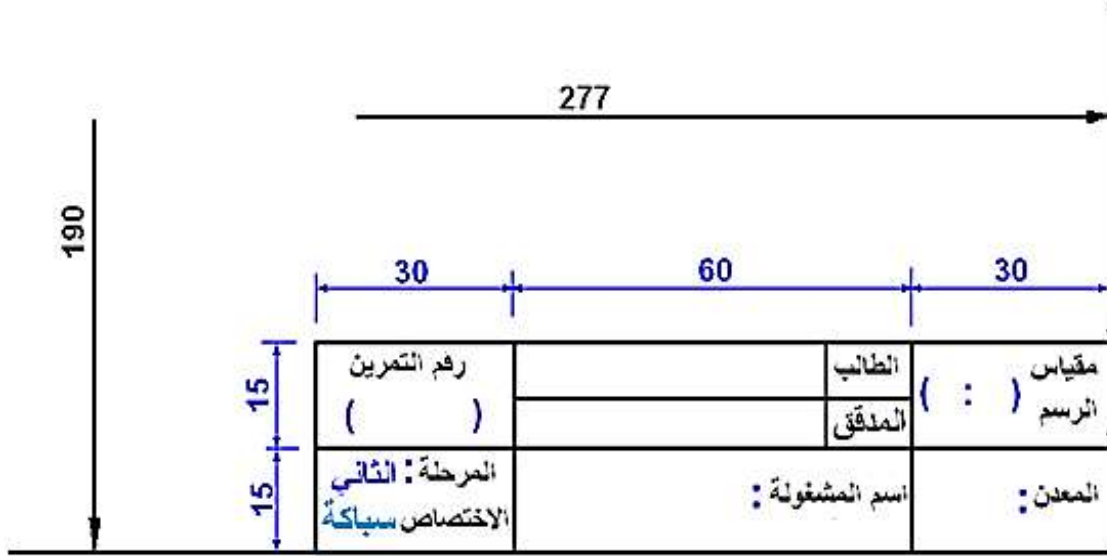 277
190
30
60
30
15
15
مقياس
الرسم ( : )
الطالب
المدقق
رقم التمرين
( )
المعدن :
اسم المشغولة :
المرحلة : الثاني
الاختصاص سباكة